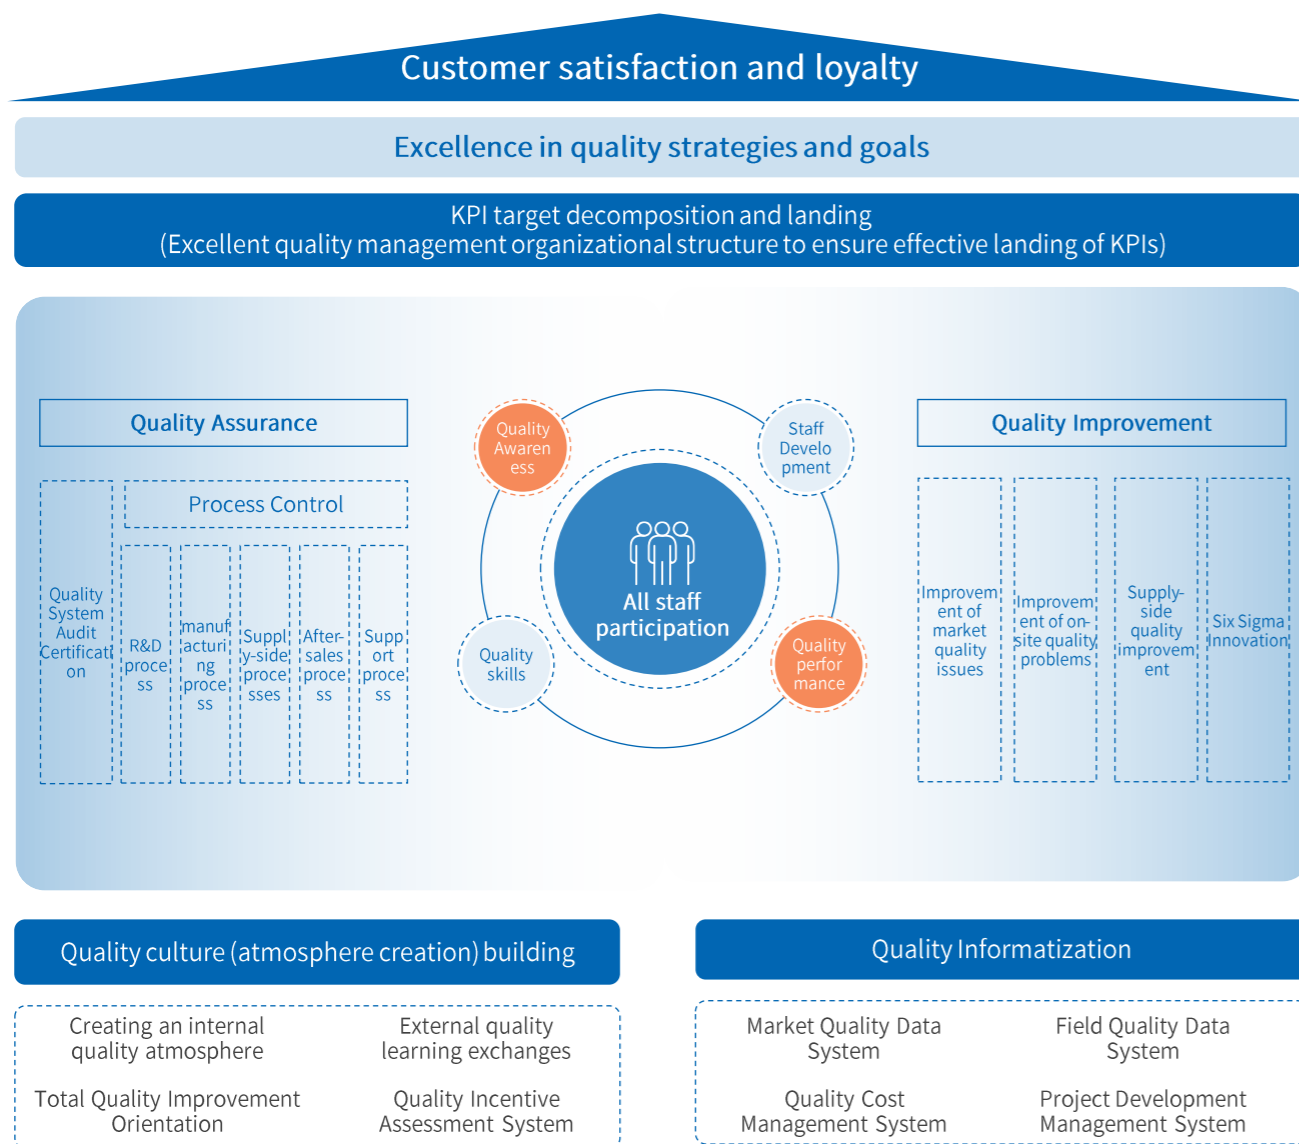 Customer satisfaction and loyalty
Excellence in quality strategies and goals
KPI target decomposition and landing
(Excellent quality management organizational structure to ensure effective landing of KPIs)
Quality Assurance
Process Control
Quality
System
Audit
Certificati
on
R&D
proce
ss
manuf
acturi
ng
proce
ss
Suppl
y-side
proce
sses
After-
sales
proce
ss
Supp
ort
proce
ss
Quality
Awaren
ess
Staff
Develo
pment
All staff
participation
Quality
skills
Quality
perfor
mance
Quality Improvement
Improvem
ent of
market
quality
issues
Improvem
ent of on-
site quality
problems
Supply-
side
quality
improvem
ent
Six Sigma
Innovation
Quality culture (atmosphere creation) building
Creating an internal
quality atmosphere
External quality
learning exchanges
Total Quality Improvement
Orientation
Quality Incentive
Assessment System
Quality Informatization
Market Quality Data
System
Field Quality Data
System
Quality Cost
Management System
Project Development
Management System